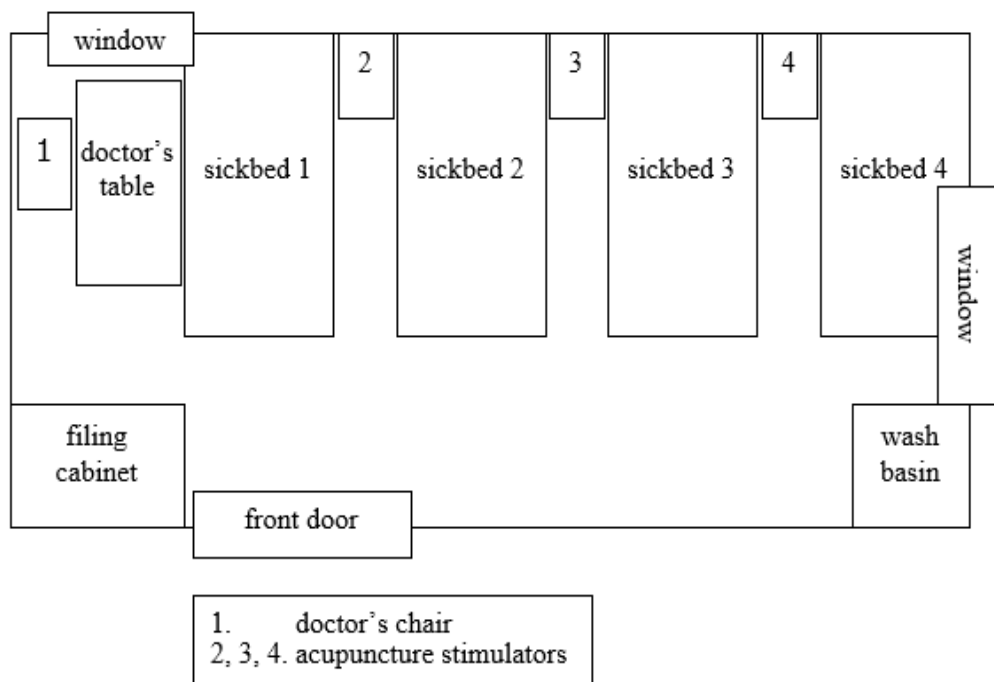 window
2
3
4
1
doctor’s
table
sickbed 1
sickbed 2
sickbed 3
sickbed 4
window
filing
cabinet
wash
basin
front door
1. doctor’s chair
2, 3, 4. acupuncture stimulators